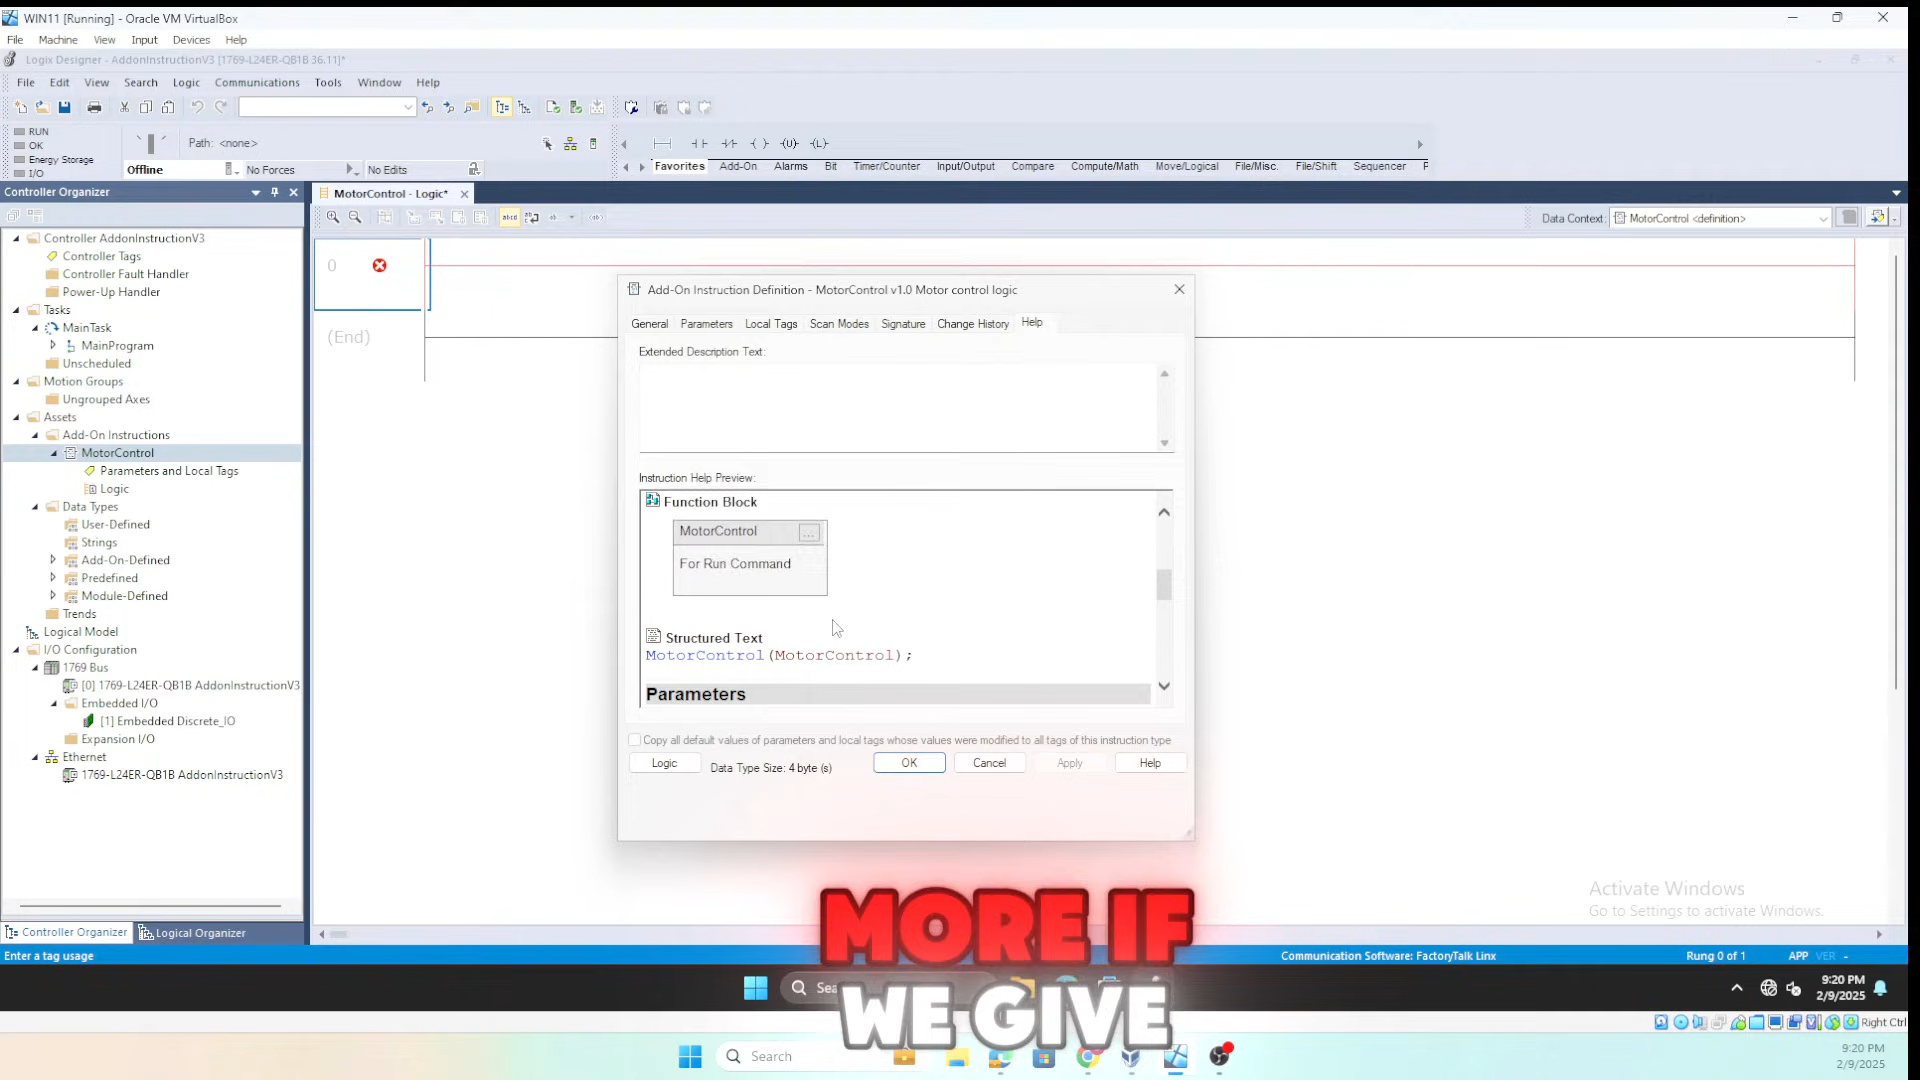 WIN11 [Running] - Oracle VM VirtualBox
File Machine View Input Devices Help
Logix Designer - AddonInstructionV3 [1769-L24ER-QB1B 36.11]*
File Edit View Search Logic Communications Tools Window Help
RUN
OK
Energy Storage
I/O
Path: <none>
Offline
No Forces
No Edits
Favorites Add-On Alarms Bit Timer/Counter Input/Output Compare Compute/Math Move/Logical File/Misc. File/Shift Sequencer
Controller Organizer
MotorControl - Logic*
Data Context: MotorControl <definition>
Controller AddonInstructionV3
Controller Tags
Controller Fault Handler
Power-Up Handler
Tasks
MainTask
MainProgram
Unscheduled
Motion Groups
Ungrouped Axes
Assets
Add-On Instructions
MotorControl
Parameters and Local Tags
Logic
Data Types
User-Defined
Strings
Add-On-Defined
Predefined
Module-Defined
Trends
Logical Model
I/O Configuration
1769 Bus
[0] 1769-L24ER-QB1B AddonInstructionV3
Embedded I/O
[1] Embedded Discrete_IO
Expansion I/O
Ethernet
1769-L24ER-QB1B AddonInstructionV3
Controller Organizer
Logical Organizer
0
(End)
Add-On Instruction Definition - MotorControl v1.0 Motor control logic
General Parameters Local Tags Scan Modes Signature Change History Help
Extended Description Text:
Instruction Help Preview:
Function Block
MotorControl ...
For Run Command
Structured Text
MotorControl(MotorControl);
Parameters
Copy all default values of parameters and local tags whose values were modified to all tags of this instruction type
Logic
Data Type Size: 4 byte (s)
OK
Cancel
Apply
Help
Activate Windows
Go to Settings to activate Windows.
MORE IF
WE GIVE
Enter a tag usage
Communication Software: FactoryTalk Linx
Rung 0 of 1
APP
VER
9:20 PM
2/9/2025
Right Ctrl
Search
9:20 PM
2/9/2025